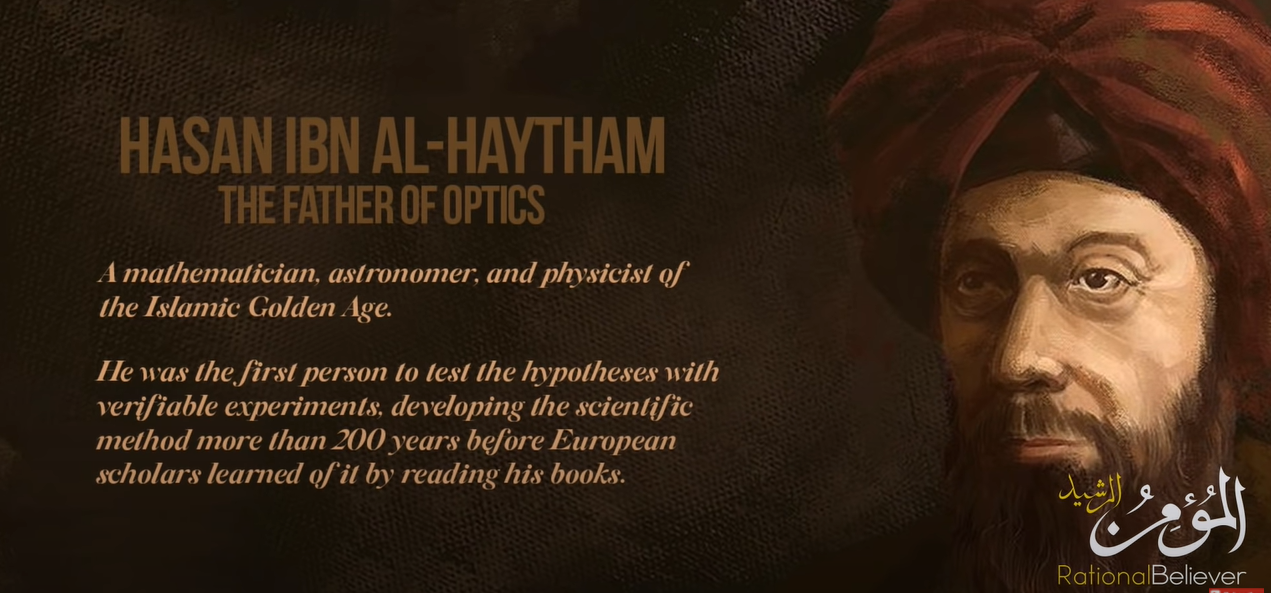 HASAN IBN AL-HAYTHAM
THE FATHER OF OPTICS
A mathematician, astronomer, and physicist of
the Islamic Golden Age.
He was the first person to test the hypotheses with
verifiable experiments, developing the scientific
method more than 200 years before European
scholars learned of it by reading his books.
المؤمن الرشيد
RationalBeliever